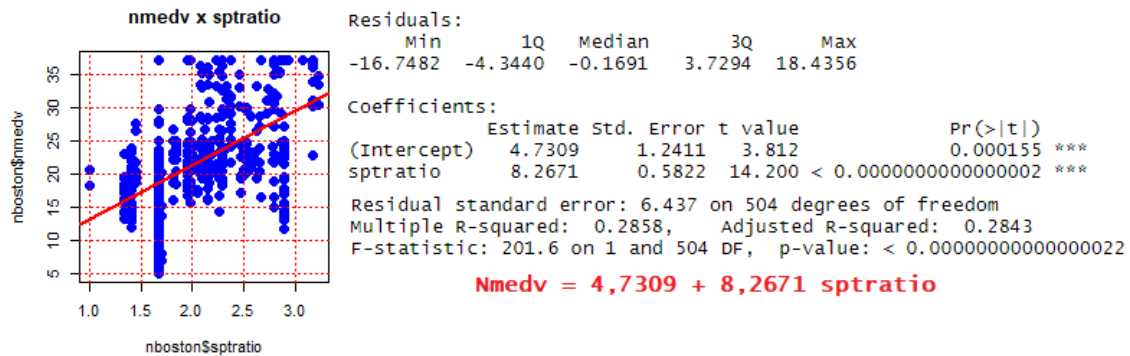 nmedv x sptratio
nboston$nmedv
35
30
25
20
15
10
5
1.0 1.5 2.0 2.5 3.0
nboston$sptratio
Residuals:
Min 1Q Median 3Q Max
-16.7482 -4.3440 -0.1691 3.7294 18.4356
Coefficients:
Estimate Std. Error t value Pr(>|t|)
(Intercept) 4.7309 1.2411 3.812 0.000155 ***
sptratio 8.2671 0.5822 14.200 < 0.0000000000000002 ***
Residual standard error: 6.437 on 504 degrees of freedom
Multiple R-squared: 0.2858, Adjusted R-squared: 0.2843
F-statistic: 201.6 on 1 and 504 DF, p-value: < 0.00000000000000022
Nmedv = 4,7309 + 8,2671 sptratio